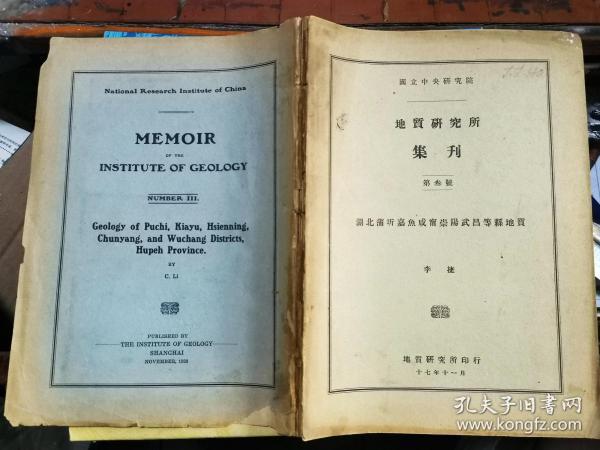 National Research Institute of China
MEMOIR
OF THE
INSTITUTE OF GEOLOGY
NUMBER III.
Geology of Puchi, Kiayu, Hsienning,
Chunyang, and Wuchang Districts,
Hupeh Province.
BY
C. Li
PUBLISHED BY
THE INSTITUTE OF GEOLOGY
SHANGHAI
NOVEMBER, 1928
國立中央研究院
地質研究所
集刊
第叁號
湖北蒲圻嘉魚咸甯崇陽武昌等縣地質
李捷
地質研究所印行
十七年十一月
孔夫子旧书网
kongfz.com